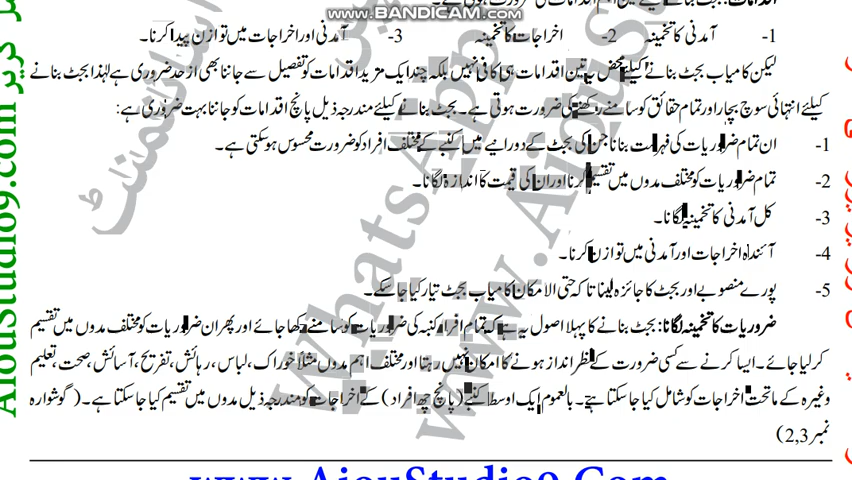 www.BANDICAM.com
1- آمدنی کا تخمینہ 2- اخراجات کا تخمینہ 3- آمدنی اور اخراجات میں توازن پیدا کرنا۔
لیکن کامیاب بجٹ بنانے کیلئے محض یہ تین اقدامات ہی کافی نہیں بلکہ چند ایک مزید اقدامات کو تفصیل سے جاننا بھی از حد ضروری ہے لہٰذا بجٹ بنانے
کیلئے انتہائی سوچ بچار اور تمام حقائق کو سامنے رکھنے کی ضرورت ہوتی ہے۔ بجٹ بنانے کیلئے مندرجہ ذیل پانچ اقدامات کو جاننا بہت ضروری ہے:
1- ان تمام ضروریات کی فہرست بنانا جن کی بجٹ کے دورانیے میں کنبے کے مختلف افراد کو ضرورت محسوس ہو سکتی ہے۔
2- تمام ضروریات کو مختلف مدوں میں تقسیم کرنا اور ان کی قیمت کا اندازہ لگانا۔
3- کل آمدنی کا تخمینہ لگانا۔
4- آئندہ اخراجات اور آمدنی میں توازن کرنا۔
5- پورے منصوبے اور بجٹ کا جائزہ لینا تاکہ حتی الامکان کامیاب بجٹ تیار کیا جا سکے۔
ضروریات کا تخمینہ لگانا: بجٹ بنانے کا پہلا اصول یہ ہے کہ تمام افراد کنبہ کی ضروریات کو سامنے رکھا جائے اور پھر ان ضروریات کو مختلف مدوں میں تقسیم
کر لیا جائے۔ ایسا کرنے سے کسی ضرورت کے نظر انداز ہونے کا امکان نہیں رہتا اور مختلف اہم مدوں مثلاً خوراک، لباس، رہائش، تفریح، آسائش، صحت، تعلیم
وغیرہ کے ماتحت اخراجات کو شامل کیا جا سکتا ہے۔ بالعموم ایک اوسط کنبے (پانچ چھ افراد) کے اخراجات کو مندرجہ ذیل مدوں میں تقسیم کیا جا سکتا ہے۔ (گوشوارہ
نمبر 2,3)
www.AiouStudio9.Com
AiouStudio9.com
WhatsApp
www.AiouS